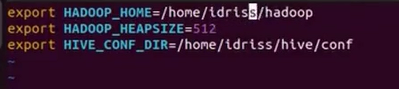 export HADOOP_HOME=/home/idriss/hadoop
export HADOOP_HEAPSIZE=512
export HIVE_CONF_DIR=/home/idriss/hive/conf
~
~